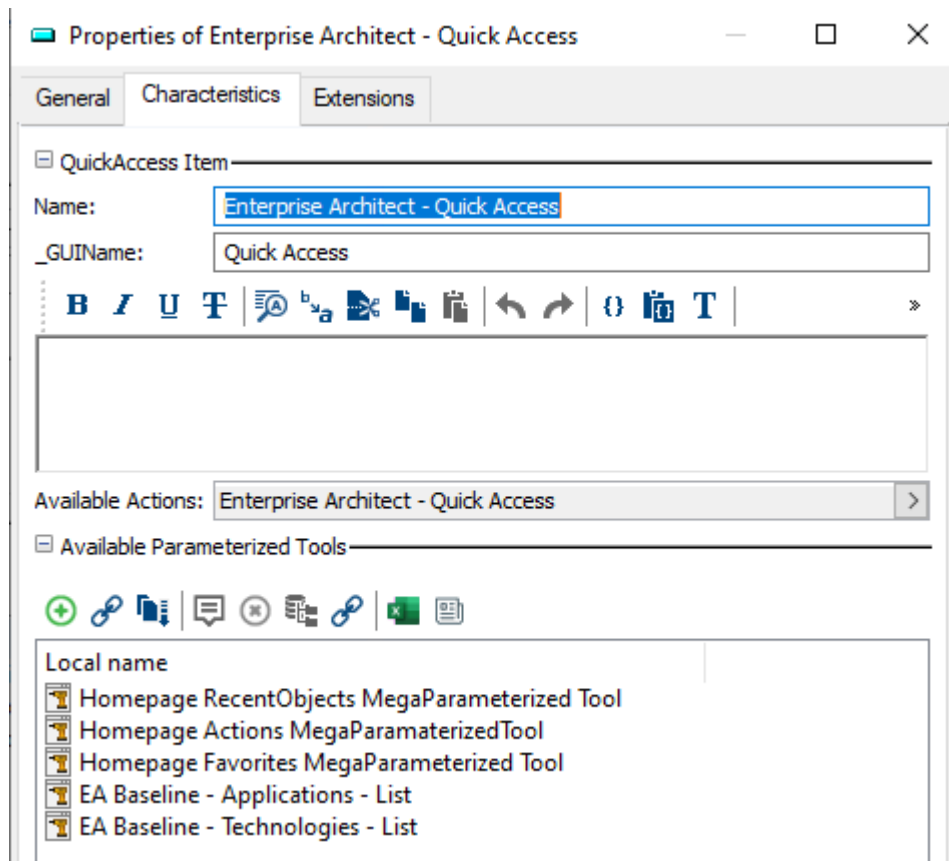 Properties of Enterprise Architect - Quick Access
General Characteristics Extensions
QuickAccess Item
Name: Enterprise Architect - Quick Access
_GUIName: Quick Access
B I U T A b a {} {} T »
Available Actions: Enterprise Architect - Quick Access >
Available Parameterized Tools
Local name
Homepage RecentObjects MegaParameterized Tool
Homepage Actions MegaParamaterizedTool
Homepage Favorites MegaParameterized Tool
EA Baseline - Applications - List
EA Baseline - Technologies - List